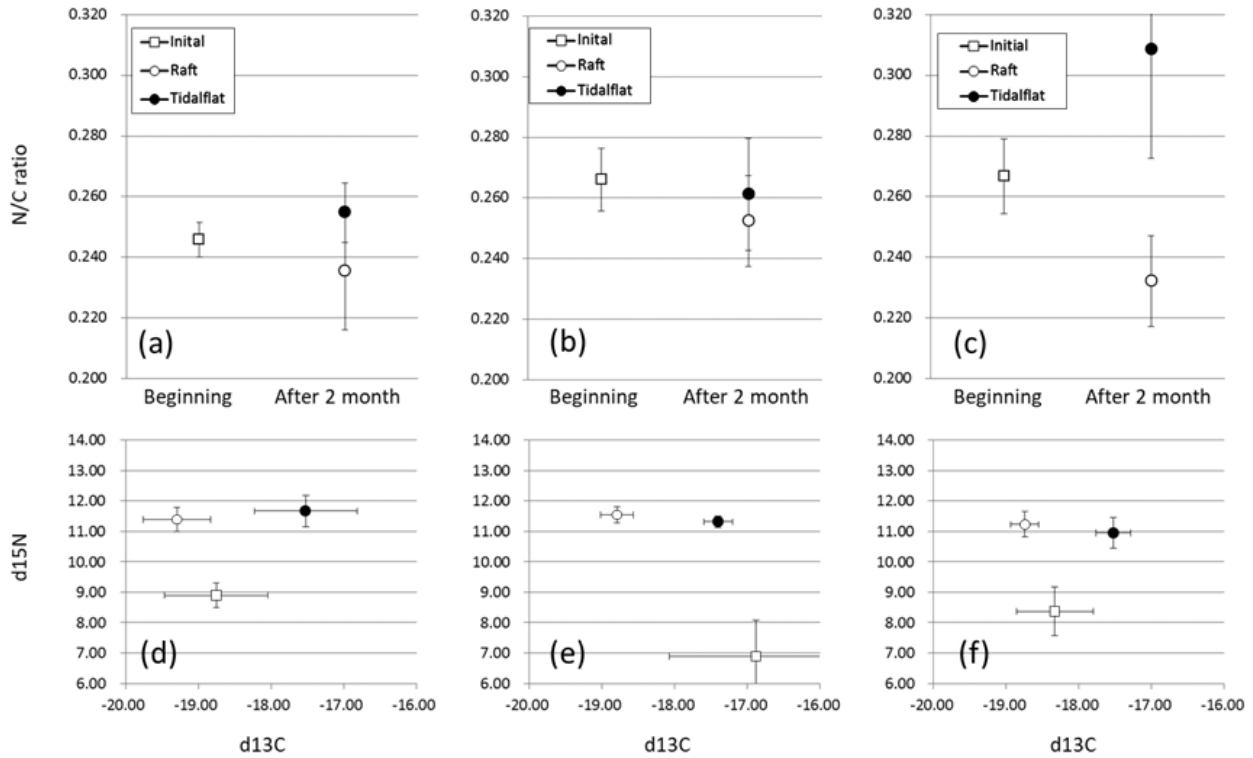 N/C ratio
0.320
0.300
0.280
0.260
0.240
0.220
0.200
Inital
Raft
Tidalflat
(a)
Beginning After 2 month
0.320
0.300
0.280
0.260
0.240
0.220
0.200
Inital
Raft
Tidalflat
(b)
Beginning After 2 month
0.320
0.300
0.280
0.260
0.240
0.220
0.200
Initial
Raft
Tidalflat
(c)
Beginning After 2 month
d15N
14.00
13.00
12.00
11.00
10.00
9.00
8.00
7.00
6.00
(d)
-20.00 -19.00 -18.00 -17.00 -16.00
d13C
14.00
13.00
12.00
11.00
10.00
9.00
8.00
7.00
6.00
(e)
-20.00 -19.00 -18.00 -17.00 -16.00
d13C
14.00
13.00
12.00
11.00
10.00
9.00
8.00
7.00
6.00
(f)
-20.00 -19.00 -18.00 -17.00 -16.00
d13C